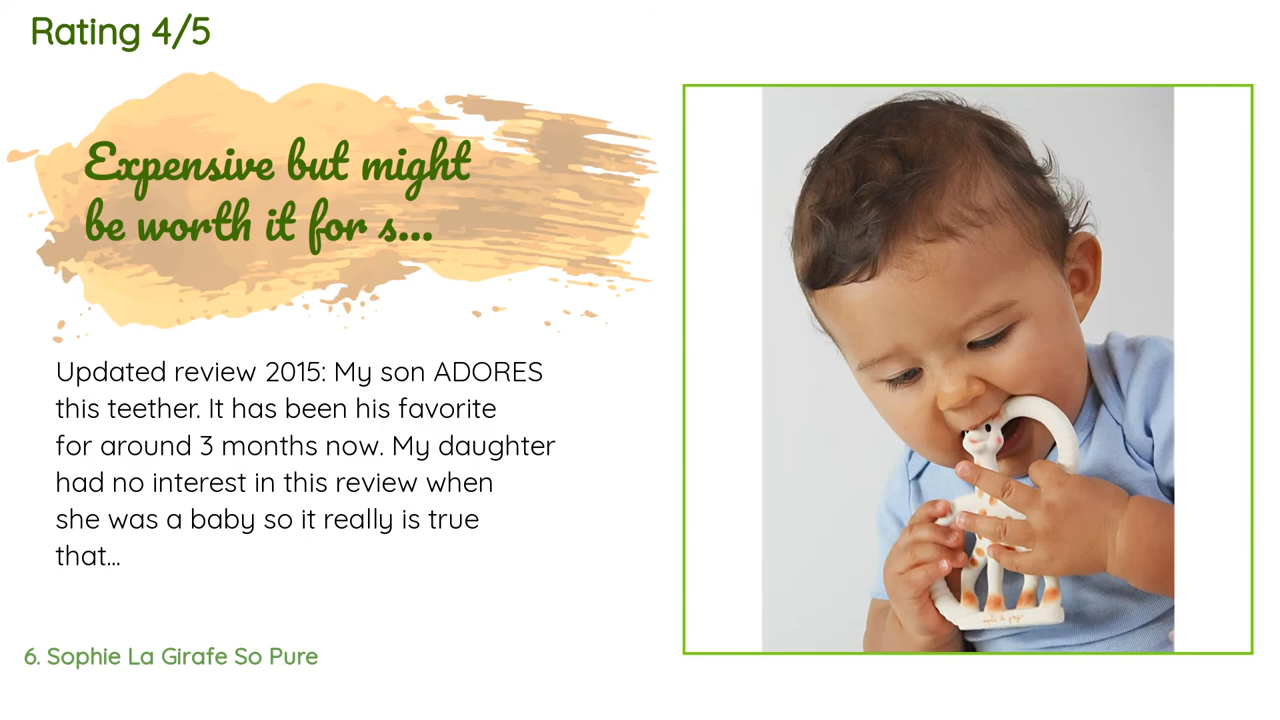 Rating 4/5
Expensive but might
be worth it for s...
Updated review 2015: My son ADORES
this teether. It has been his favorite
for around 3 months now. My daughter
had no interest in this review when
she was a baby so it really is true
that...
6. Sophie La Girafe So Pure